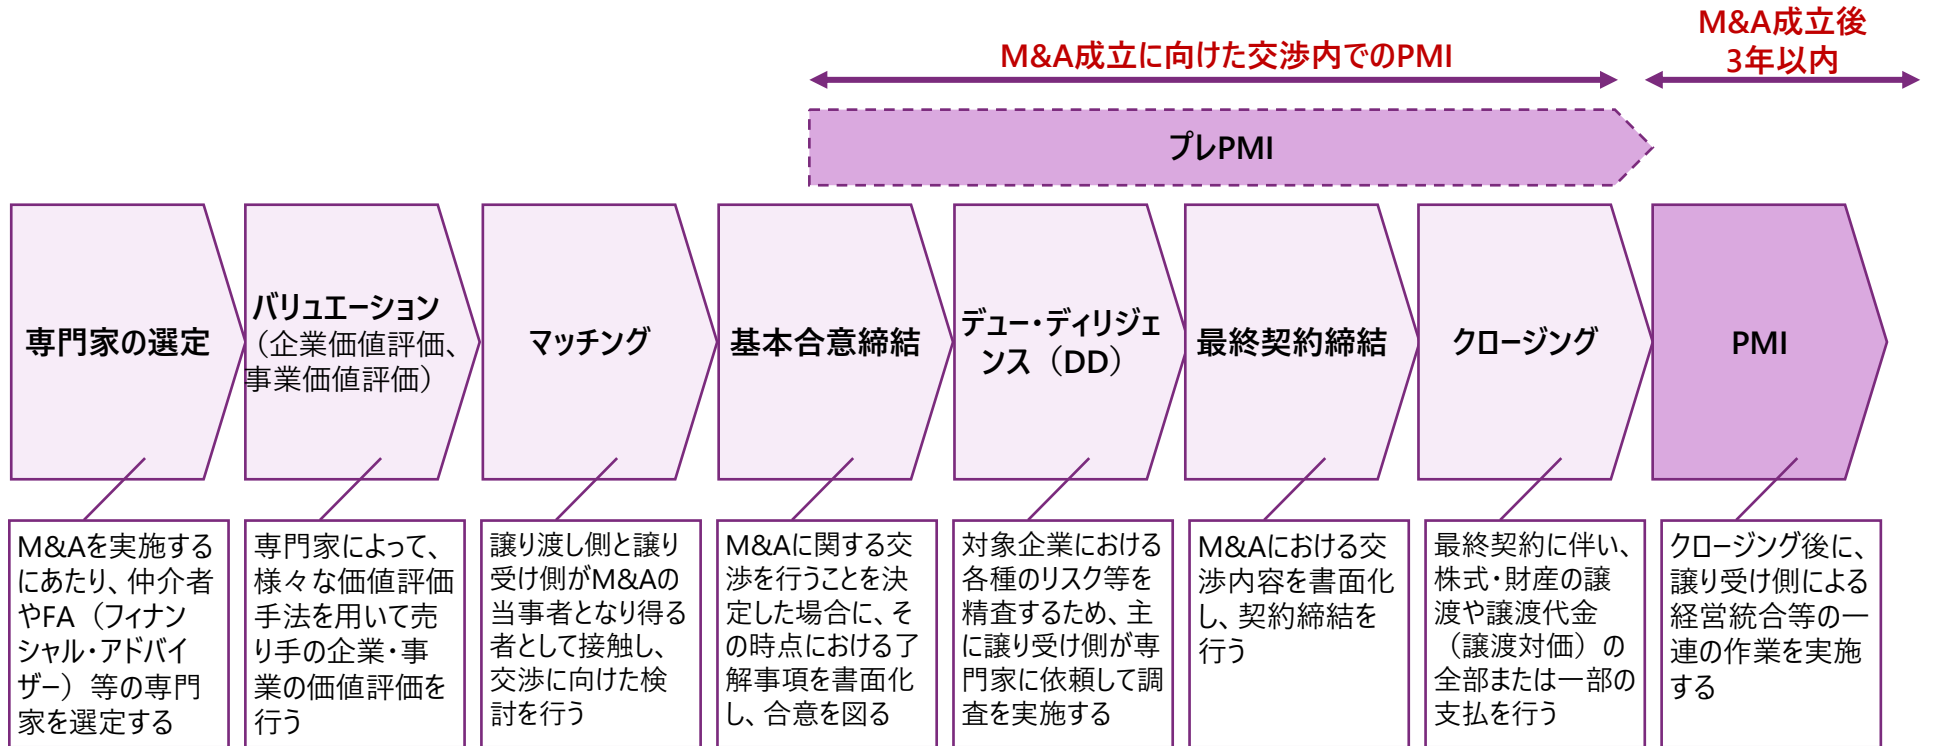 M&A成立に向けた交渉内でのPMI
M&A成立後
3年以内
プレPMI
専門家の選定
バリュエーション
（企業価値評価、
事業価値評価）
マッチング
基本合意締結
デュー・ディリジェ
ンス（DD）
最終契約締結
クロージング
PMI
M&Aを実施する
にあたり、仲介者
やFA（フィナン
シャル・アドバイ
ザー）等の専門
家を選定する
専門家によって、
様々な価値評価
手法を用いて売
り手の企業・事
業の価値評価を
行う
譲り渡し側と譲り
受け側がM&Aの
当事者となり得る
者として接触し、
交渉に向けた検
討を行う
M&Aに関する交
渉を行うことを決
定した場合に、そ
の時点における了
解事項を書面化
し、合意を図る
対象企業における
各種のリスク等を
精査するため、主
に譲り受け側が専
門家に依頼して調
査を実施する
M&Aにおける交
渉内容を書面化
し、契約締結を
行う
最終契約に伴い、
株式・財産の譲
渡や譲渡代金
（譲渡対価）の
全部または一部の
支払を行う
クロージング後に、
譲り受け側による
経営統合等の一
連の作業を実施
する